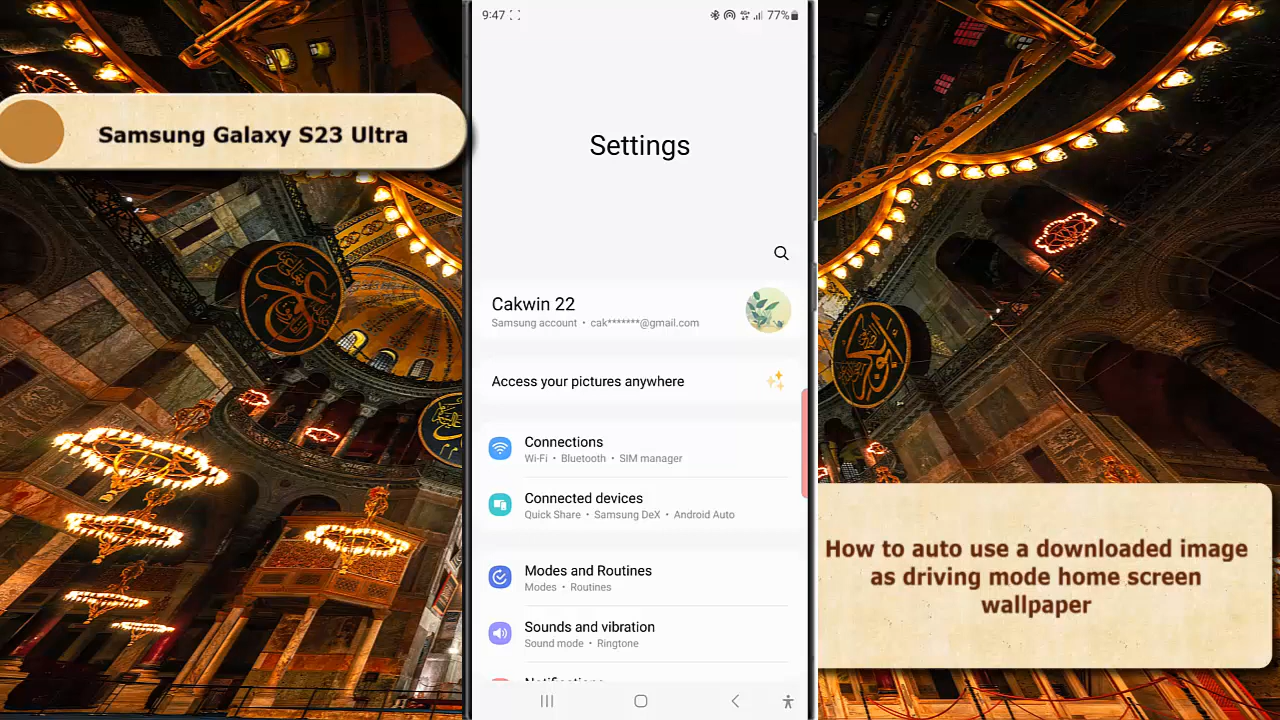 Samsung Galaxy S23 Ultra
9:47
77%
Settings
Cakwin 22
Samsung account • cak*******@gmail.com
Access your pictures anywhere
Connections
Wi-Fi • Bluetooth • SIM manager
Connected devices
Quick Share • Samsung DeX • Android Auto
Modes and Routines
Modes • Routines
Sounds and vibration
Sound mode • Ringtone
How to auto use a downloaded image
as driving mode home screen
wallpaper